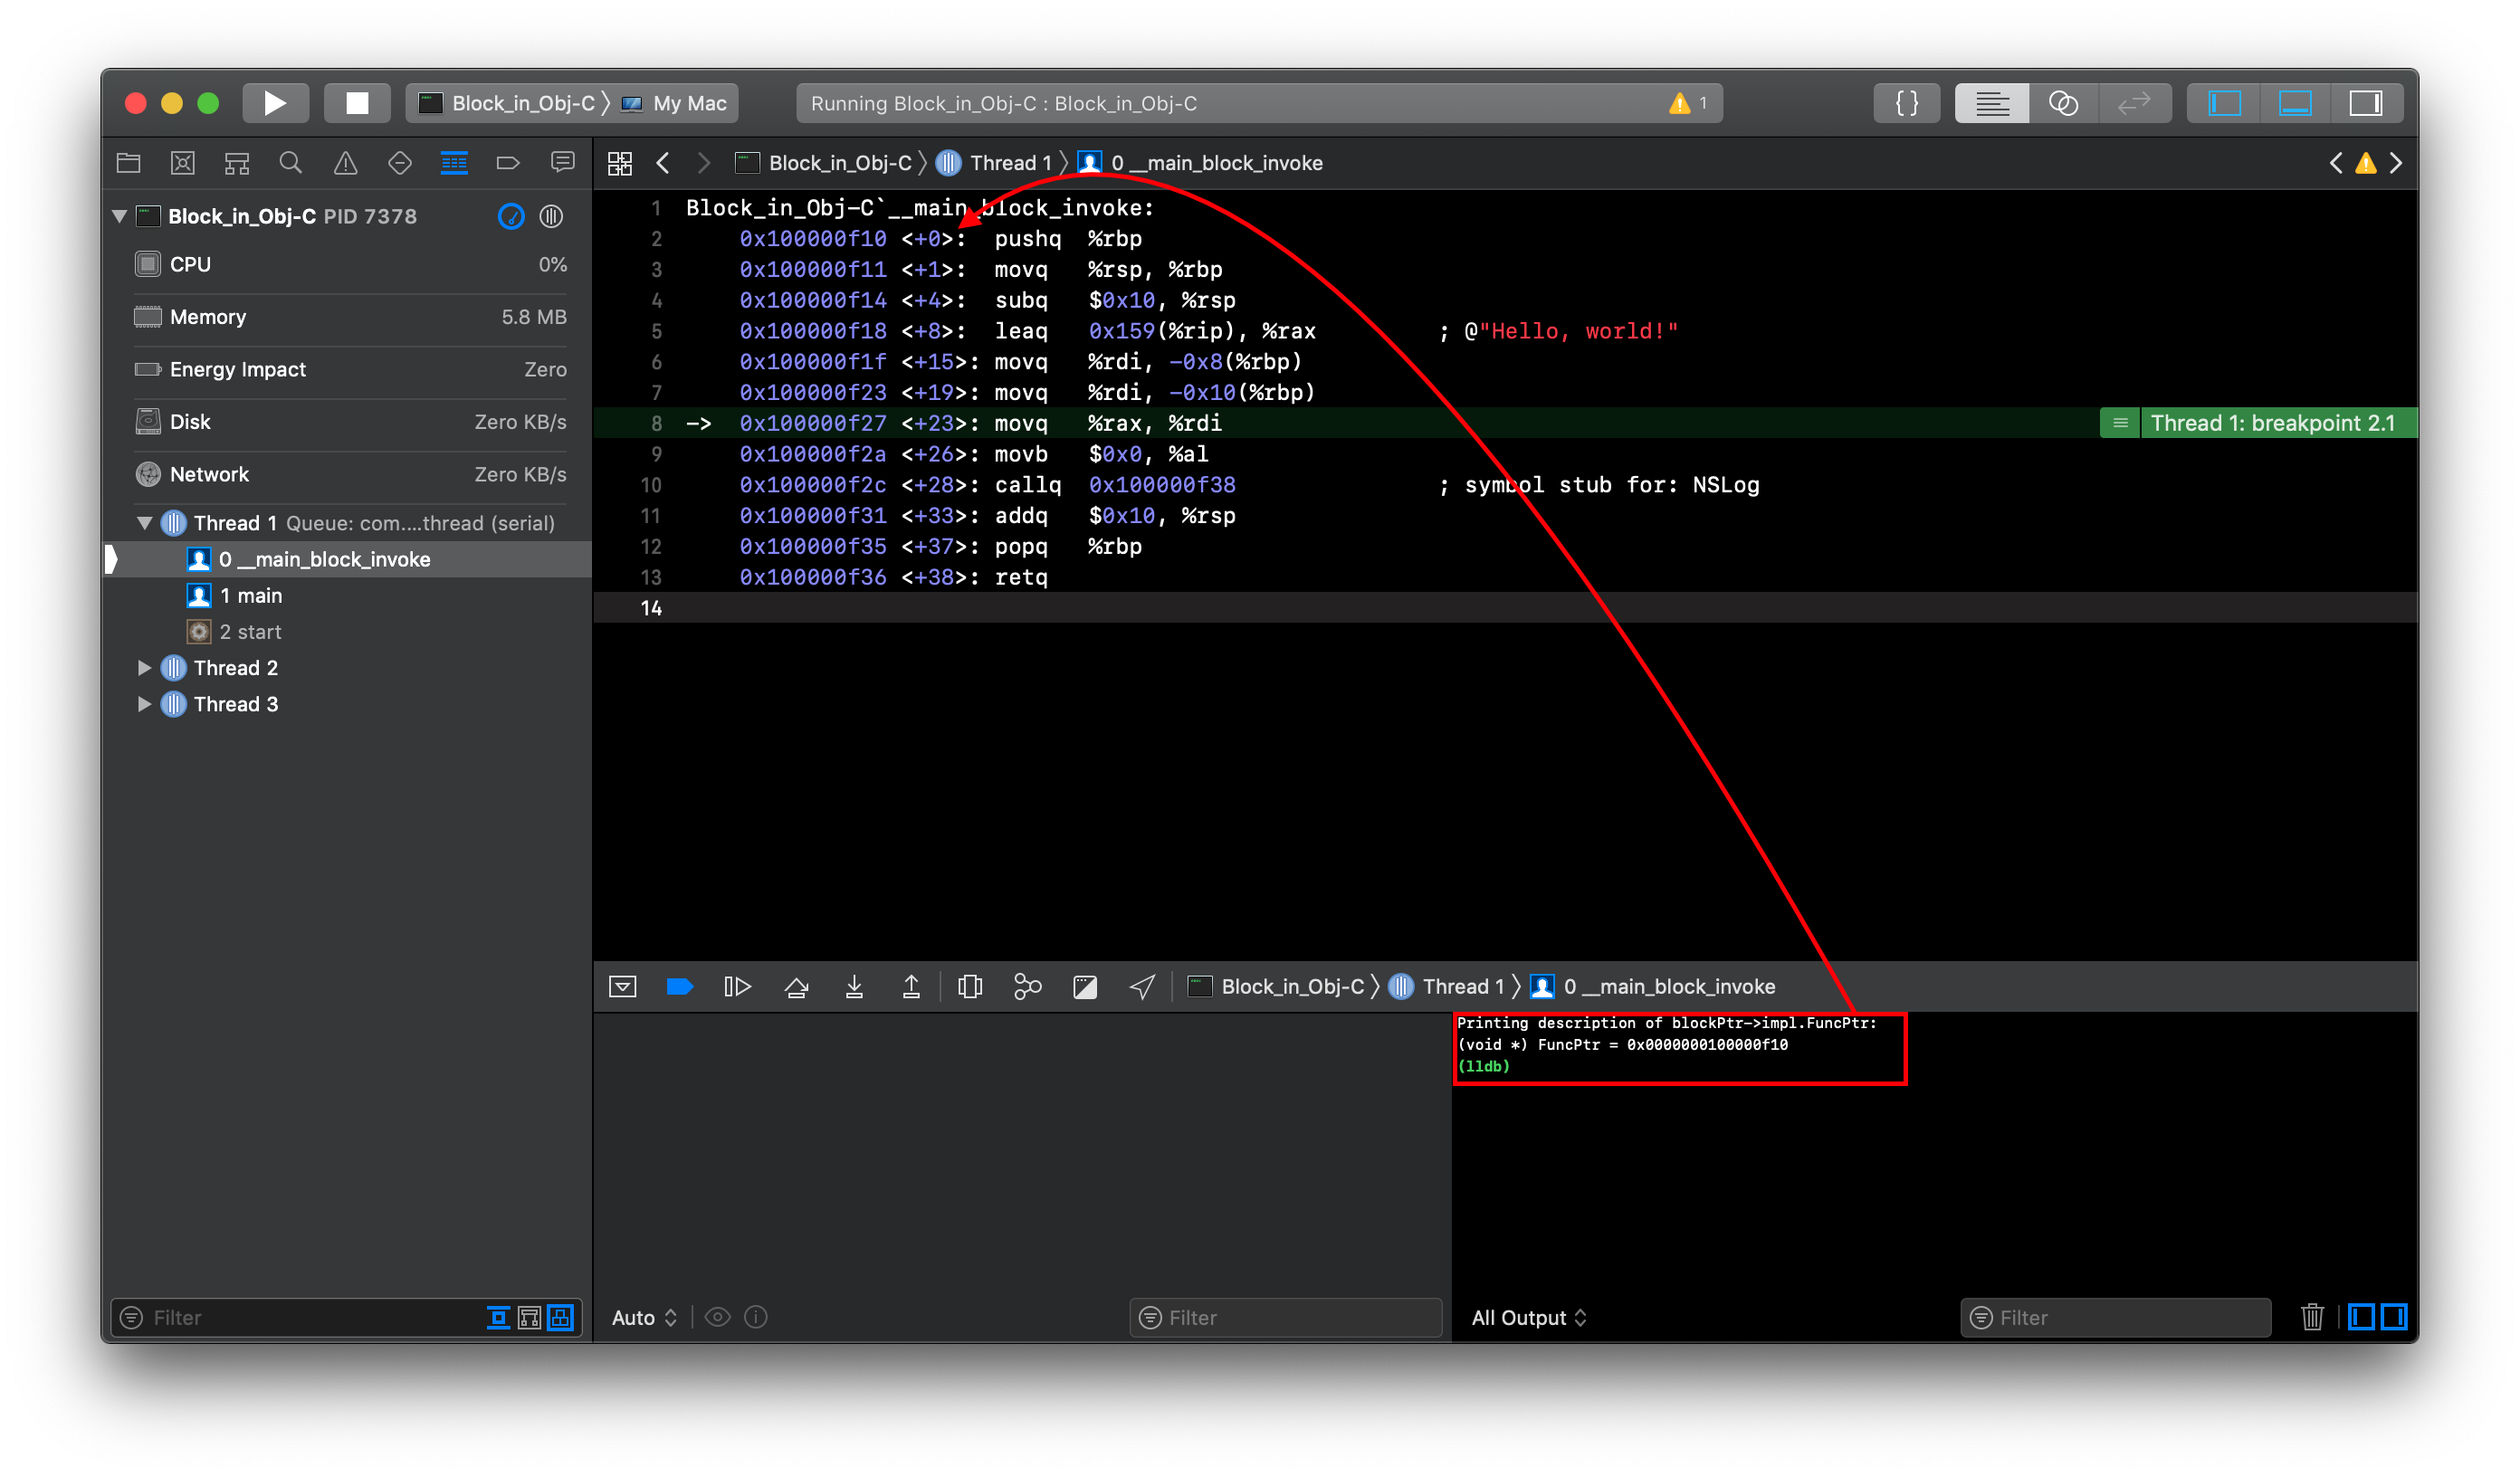 Block_in_Obj-C 〉 My Mac
Running Block_in_Obj-C : Block_in_Obj-C
1
{ }
Block_in_Obj-C 〉 Thread 1 〉 0 __main_block_invoke
Block_in_Obj-C PID 7378
CPU 0%
Memory 5.8 MB
Energy Impact Zero
Disk Zero KB/s
Network Zero KB/s
Thread 1 Queue: com....thread (serial)
0 __main_block_invoke
1 main
2 start
Thread 2
Thread 3
Filter
1 Block_in_Obj-C`__main_block_invoke:
2 0x100000f10 <+0>: pushq %rbp
3 0x100000f11 <+1>: movq %rsp, %rbp
4 0x100000f14 <+4>: subq $0x10, %rsp
5 0x100000f18 <+8>: leaq 0x159(%rip), %rax ; @"Hello, world!"
6 0x100000f1f <+15>: movq %rdi, -0x8(%rbp)
7 0x100000f23 <+19>: movq %rdi, -0x10(%rbp)
8 -> 0x100000f27 <+23>: movq %rax, %rdi Thread 1: breakpoint 2.1
9 0x100000f2a <+26>: movb $0x0, %al
10 0x100000f2c <+28>: callq 0x100000f38 ; symbol stub for: NSLog
11 0x100000f31 <+33>: addq $0x10, %rsp
12 0x100000f35 <+37>: popq %rbp
13 0x100000f36 <+38>: retq
14
Block_in_Obj-C 〉 Thread 1 〉 0 __main_block_invoke
Printing description of blockPtr->impl.FuncPtr:
(void *) FuncPtr = 0x0000000100000f10
(lldb)
Auto
Filter
All Output
Filter